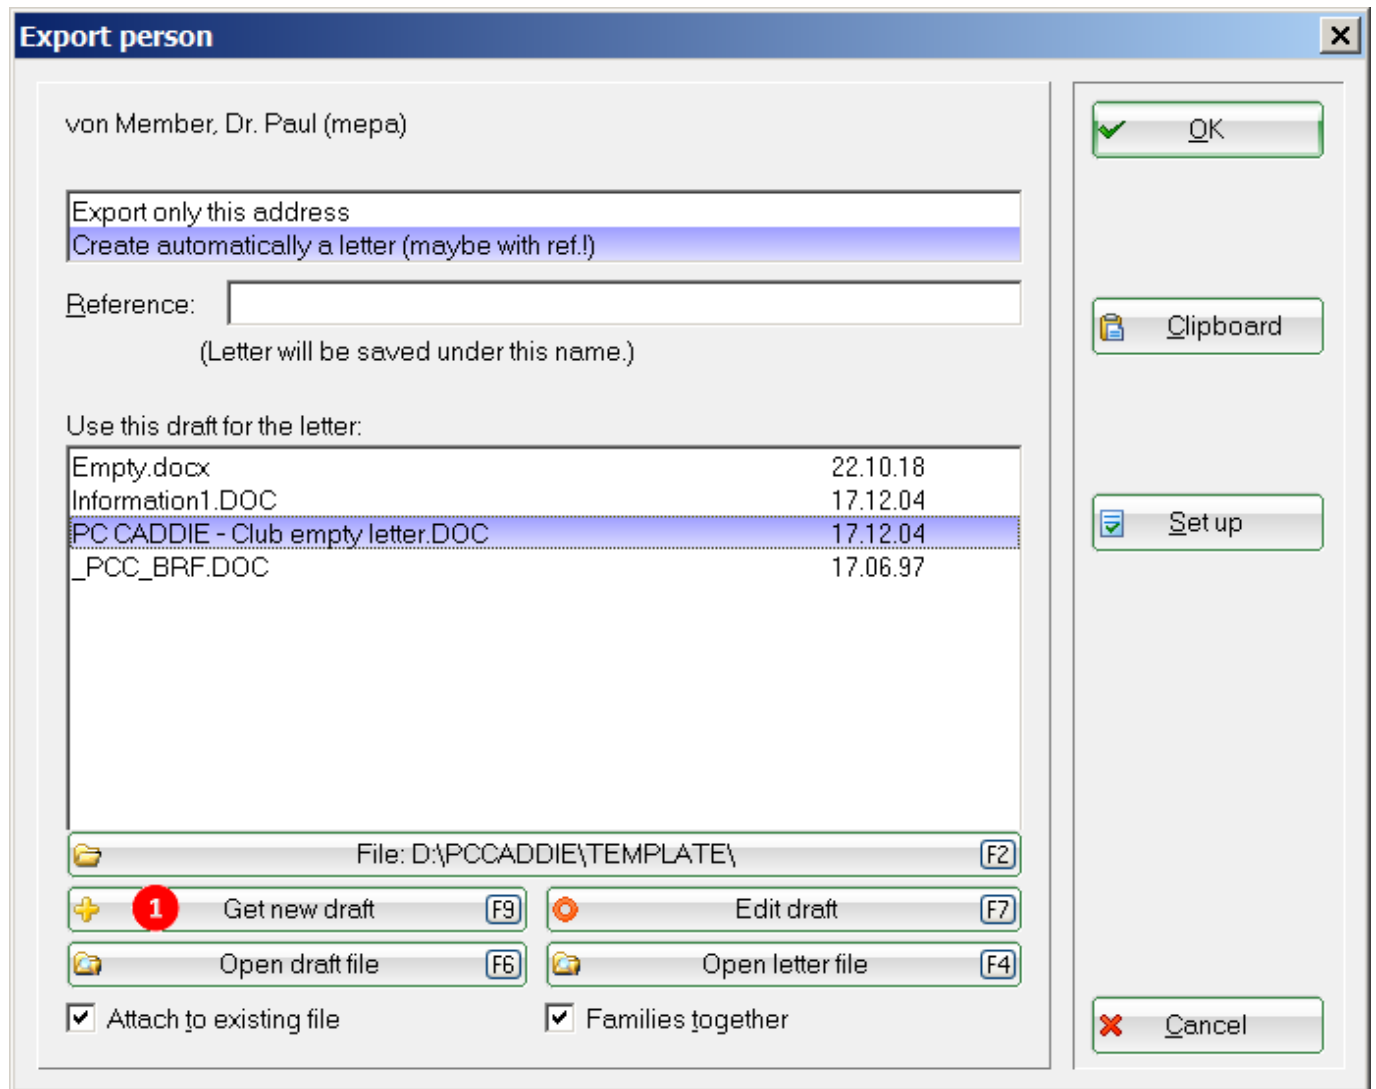 Export person
von Member, Dr. Paul (mepa)
Export only this address
Create automatically a letter (maybe with ref.!)
Reference:
(Letter will be saved under this name.)
Use this draft for the letter:
Empty.docx 22.10.18
Information1.DOC 17.12.04
PC CADDIE - Club empty letter.DOC 17.12.04
_PCC_BRF.DOC 17.06.97
File: D:\PCCADDIE\TEMPLATE\ F2
1 Get new draft F9 Edit draft F7
Open draft file F6 Open letter file F4
Attach to existing file Families together
OK
Clipboard
Set up
Cancel